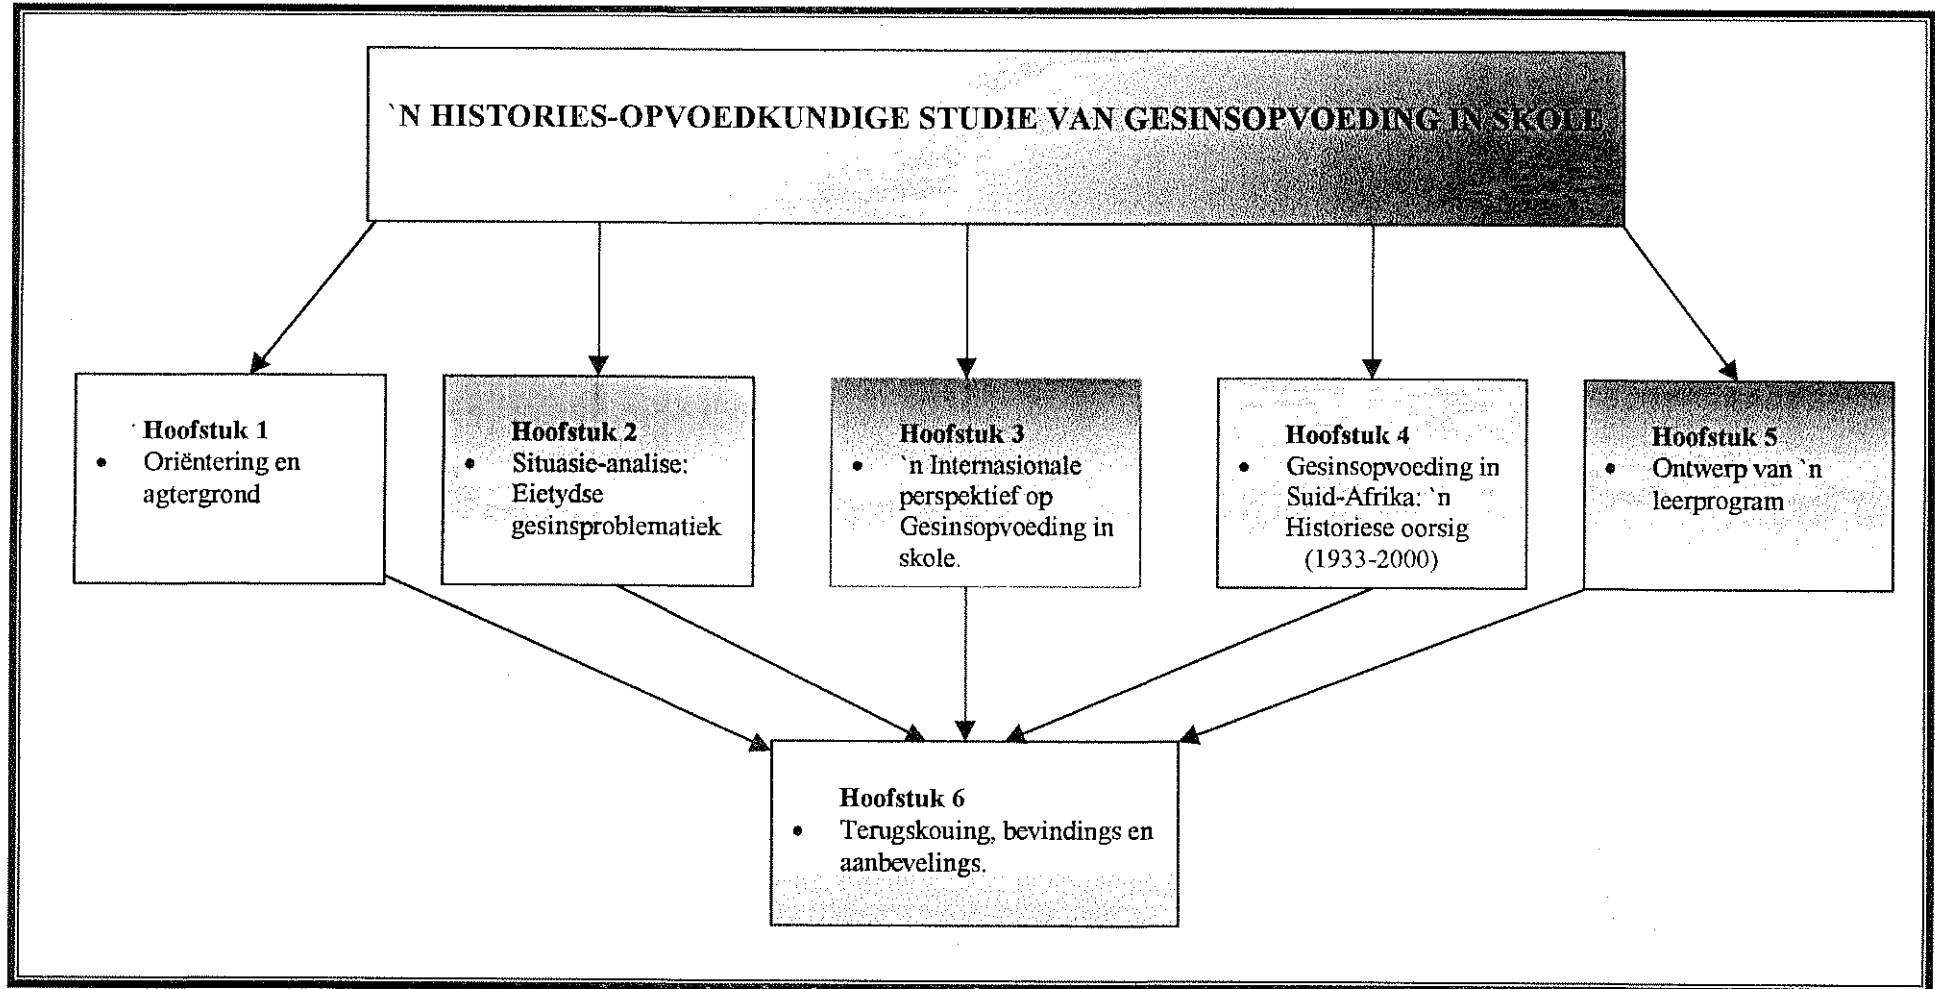 `N HISTORIES-OPVOEDKUNDIGE STUDIE VAN GESINSOPVOEDING IN SKOLE
Hoofstuk 1
• Oriëntering en
agtergrond
Hoofstuk 2
• Situasie-analise:
Eietydse
gesinsproblematiek
Hoofstuk 3
• `n Internasionale
perspektief op
Gesinsopvoeding in
skole.
Hoofstuk 4
• Gesinsopvoeding in
Suid-Afrika: `n
Historiese oorsig
(1933-2000)
Hoofstuk 5
• Ontwerp van `n
leerprogram
Hoofstuk 6
• Terugskouing, bevindings en
aanbevelings.